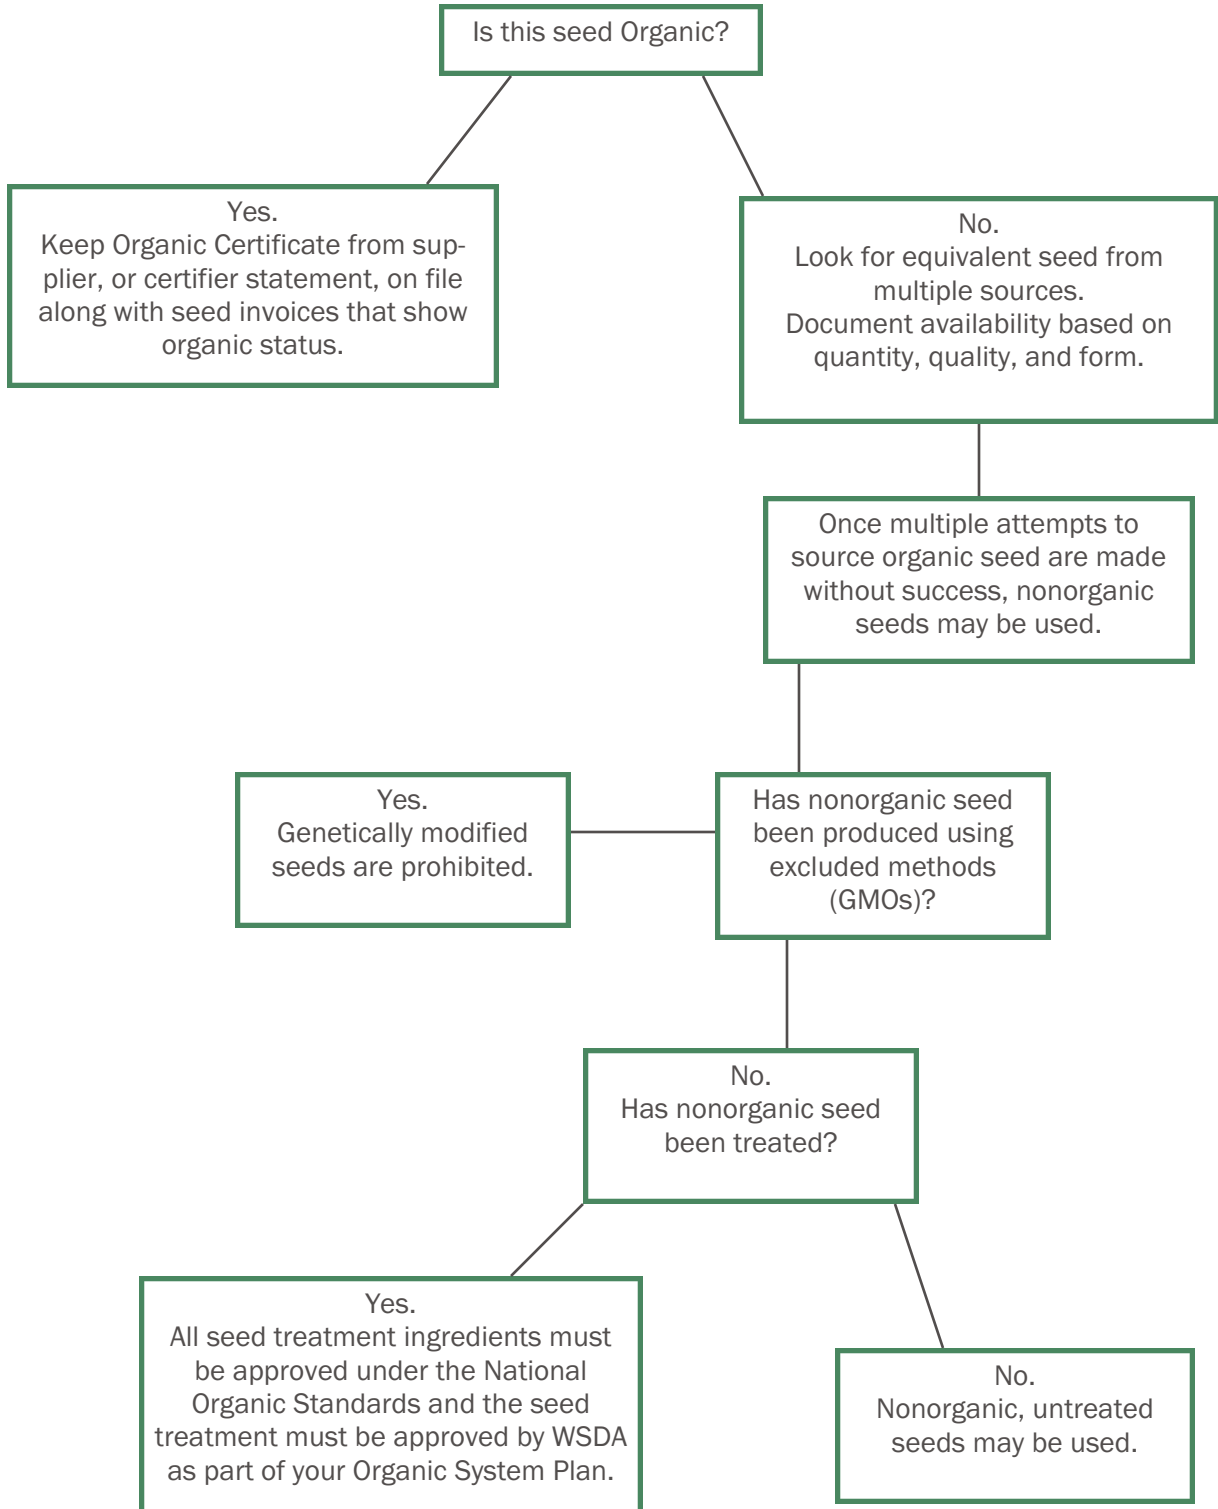 Is this seed Organic?
Yes.
Keep Organic Certificate from sup-
plier, or certifier statement, on file
along with seed invoices that show
organic status.
No.
Look for equivalent seed from
multiple sources.
Document availability based on
quantity, quality, and form.
Once multiple attempts to
source organic seed are made
without success, nonorganic
seeds may be used.
Yes.
Genetically modified
seeds are prohibited.
Has nonorganic seed
been produced using
excluded methods
(GMOs)?
No.
Has nonorganic seed
been treated?
Yes.
All seed treatment ingredients must
be approved under the National
Organic Standards and the seed
treatment must be approved by WSDA
as part of your Organic System Plan.
No.
Nonorganic, untreated
seeds may be used.